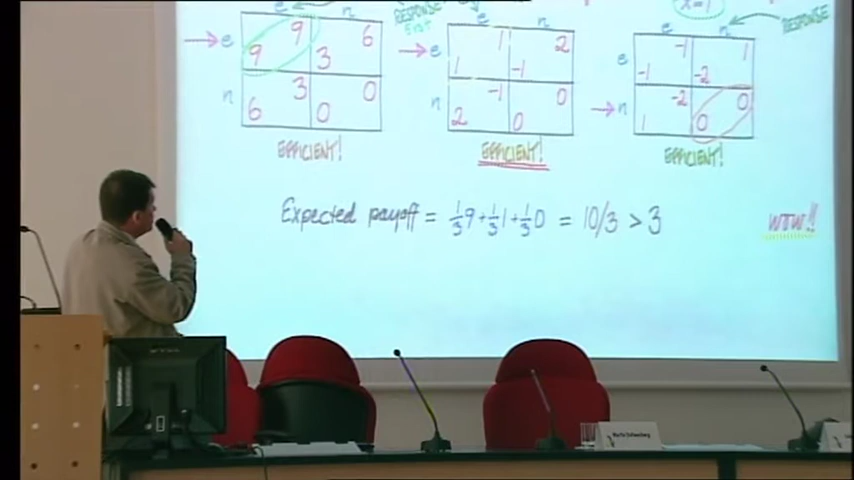 RESPONSE
x=1
RESPONSE
e n
e n
e n
e 9 9 3 6
e 1 1 -1 2
e -1 -1 -2 1
n 6 3 0 0
n 2 -1 0 0
n 1 -2 0 0
EFFICIENT!
EFFICIENT!
EFFICIENT!
Expected payoff = 1/3 9 + 1/3 1 + 1/3 0 = 10/3 > 3
WOW!!